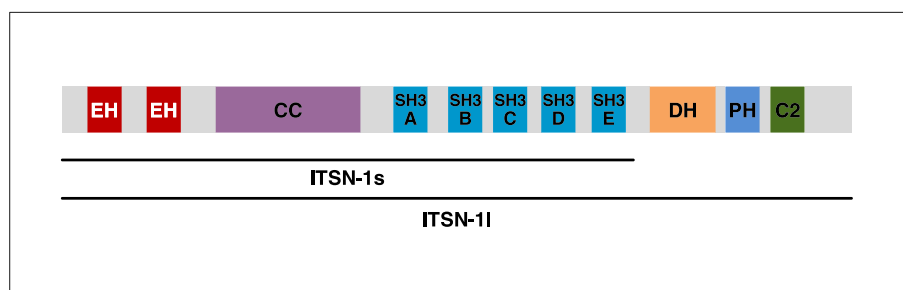 EH EH CC SH3 A SH3 B SH3 C SH3 D SH3 E DH PH C2
ITSN-1s
ITSN-1l